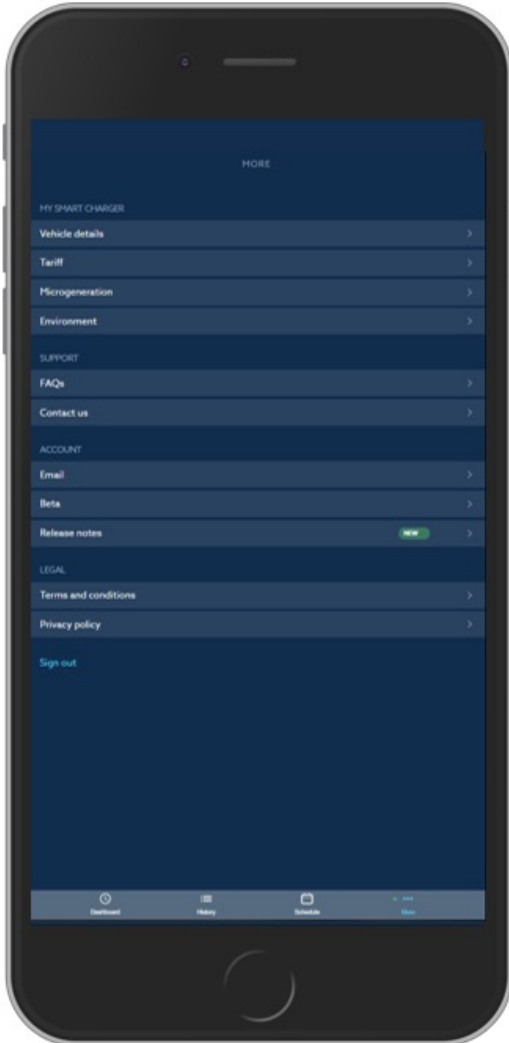 MORE
MY SMART CHARGER
Vehicle details
Tariff
Microgeneration
Environment
SUPPORT
FAQs
Contact us
ACCOUNT
Email
Beta
Release notes NEW
LEGAL
Terms and conditions
Privacy policy
Sign out
Dashboard History Schedule More